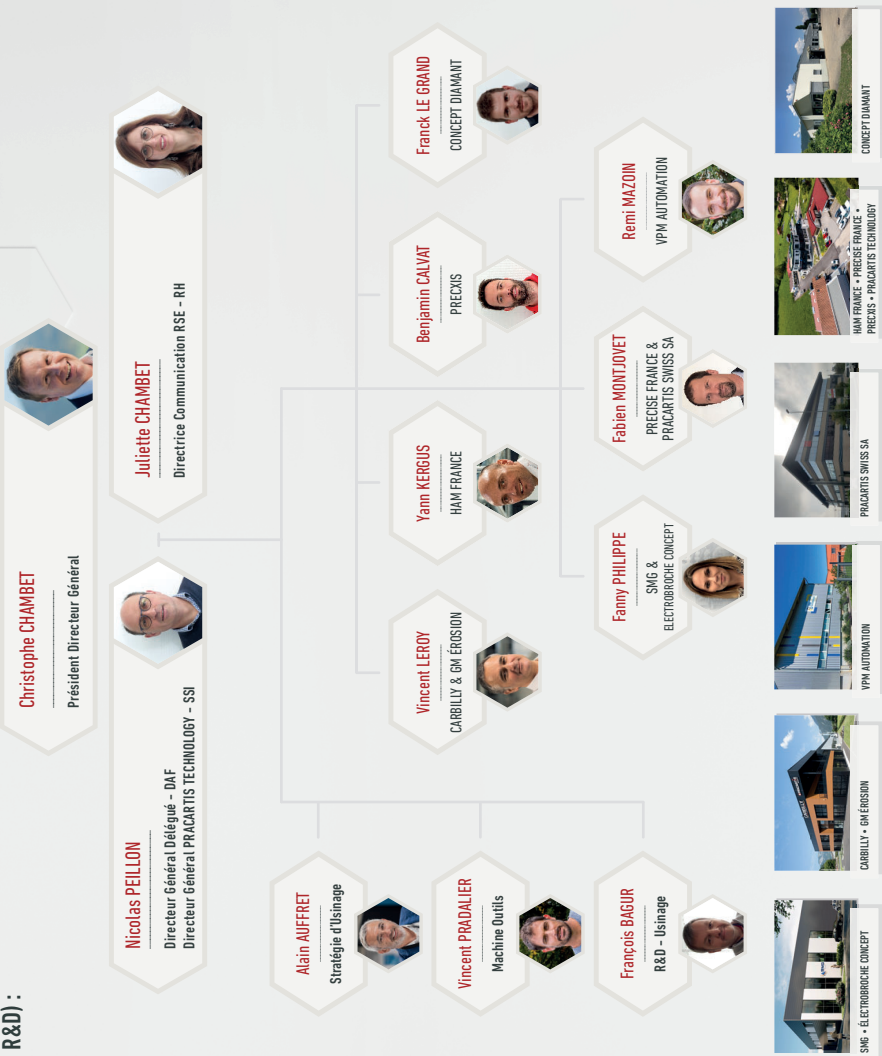 R&D) :
Christophe CHAMBET
Président Directeur Général
Nicolas PEILLON
Directeur Général Délégué - DAF
Directeur Général PRACARTIS TECHNOLOGY - SSI
Juliette CHAMBET
Directrice Communication RSE - RH
Alain AUFFRET
Stratégie d'Usinage
Vincent PRADALIER
Machine Outils
François BAGUR
R&D - Usinage
Vincent LEROY
CARBILLY & GM ÉROSION
Yann KERGUS
HAM FRANCE
Benjamin CALVAT
PRECXIS
Franck LE GRAND
CONCEPT DIAMANT
Fanny PHILIPPE
SMG &
ELECTROBROCHE CONCEPT
Fabien MONTJOVET
PRECISE FRANCE &
PRACARTIS SWISS SA
Remi MAZOIN
VPM AUTOMATION
SMG • ÉLECTROBROCHE CONCEPT
CARBILLY
CARBILLY • GM ÉROSION
VPM AUTOMATION
PRACARTIS SWISS SA
HAM FRANCE • PRECISE FRANCE •
PRECXIS • PRACARTIS TECHNOLOGY
CONCEPT DIAMANT